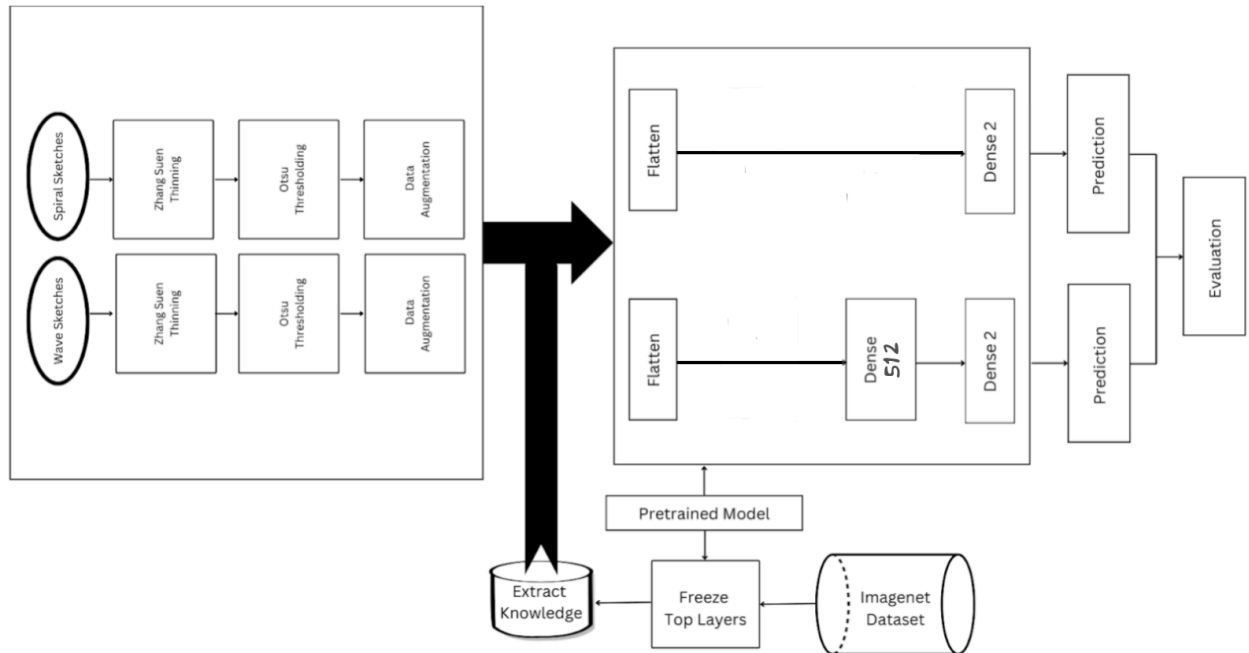 Spiral Sketches
Zhang Suen
Thinning
Otsu
Thresholding
Data
Augmentation
Wave Sketches
Zhang Suen
Thinning
Otsu
Thresholding
Data
Augmentation
Flatten
Dense 2
Prediction
Flatten
Dense
512
Dense 2
Prediction
Evaluation
Pretrained Model
Extract
Knowledge
Freeze
Top Layers
Imagenet
Dataset